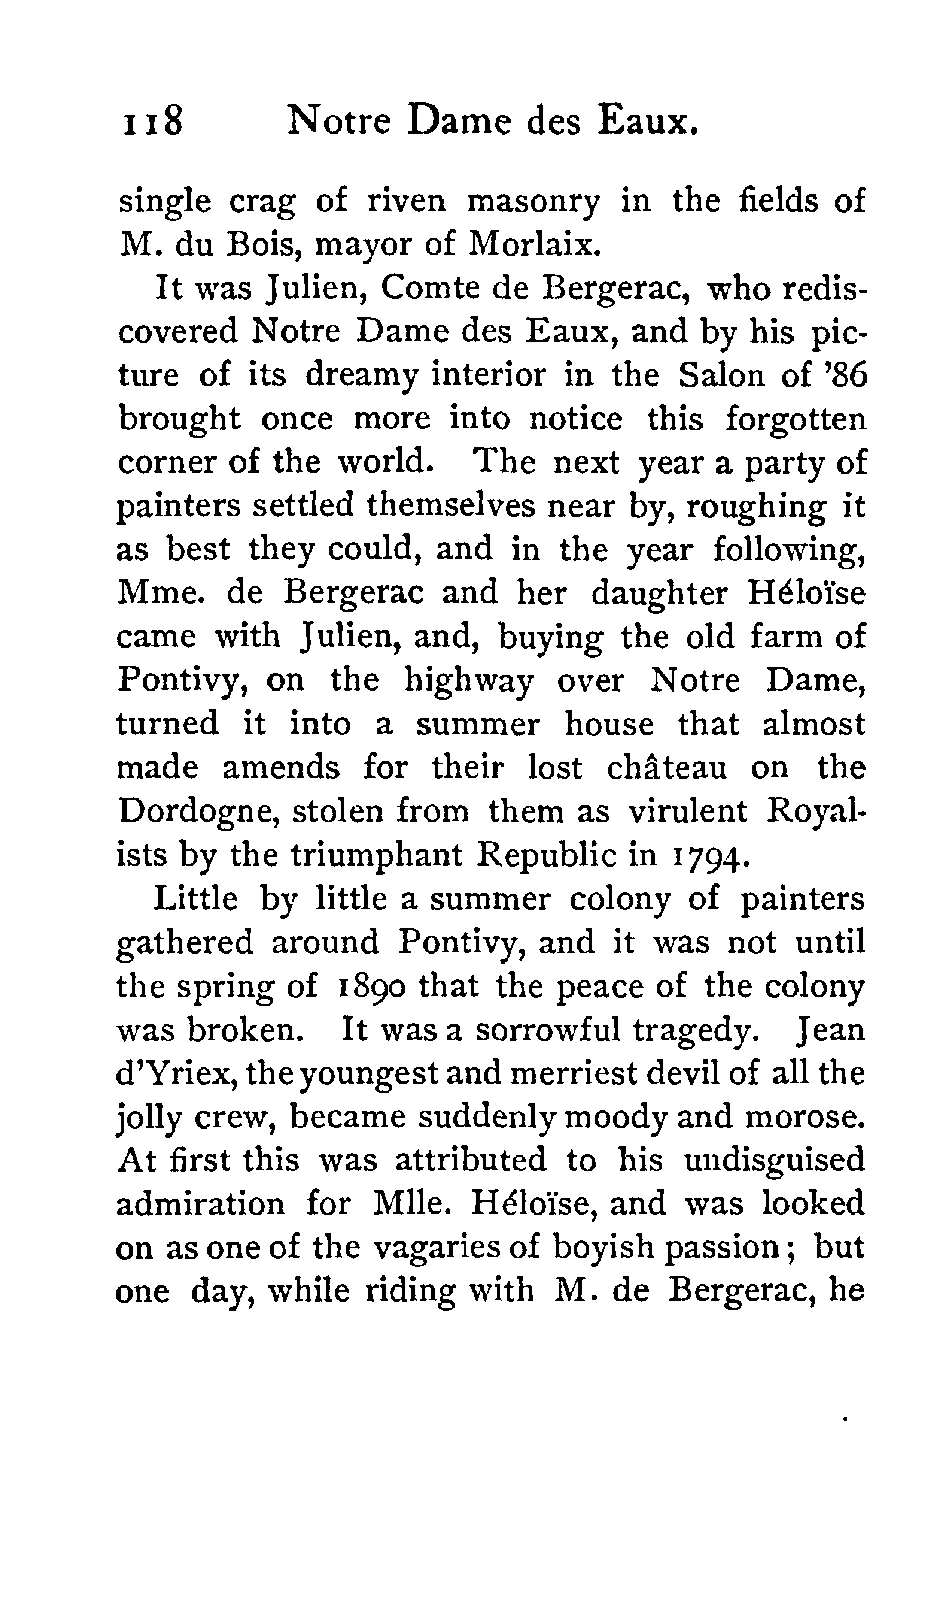 118 Notre Dame des Eaux.
single crag of riven masonry in the fields of
M. du Bois, mayor of Morlaix.
It was Julien, Comte de Bergerac, who redis-
covered Notre Dame des Eaux, and by his pic-
ture of its dreamy interior in the Salon of '86
brought once more into notice this forgotten
corner of the world. The next year a party of
painters settled themselves near by, roughing it
as best they could, and in the year following,
Mme. de Bergerac and her daughter Héloïse
came with Julien, and, buying the old farm of
Pontivy, on the highway over Notre Dame,
turned it into a summer house that almost
made amends for their lost château on the
Dordogne, stolen from them as virulent Royal-
ists by the triumphant Republic in 1794.
Little by little a summer colony of painters
gathered around Pontivy, and it was not until
the spring of 1890 that the peace of the colony
was broken. It was a sorrowful tragedy. Jean
d'Yriex, the youngest and merriest devil of all the
jolly crew, became suddenly moody and morose.
At first this was attributed to his undisguised
admiration for Mlle. Héloïse, and was looked
on as one of the vagaries of boyish passion; but
one day, while riding with M. de Bergerac, he